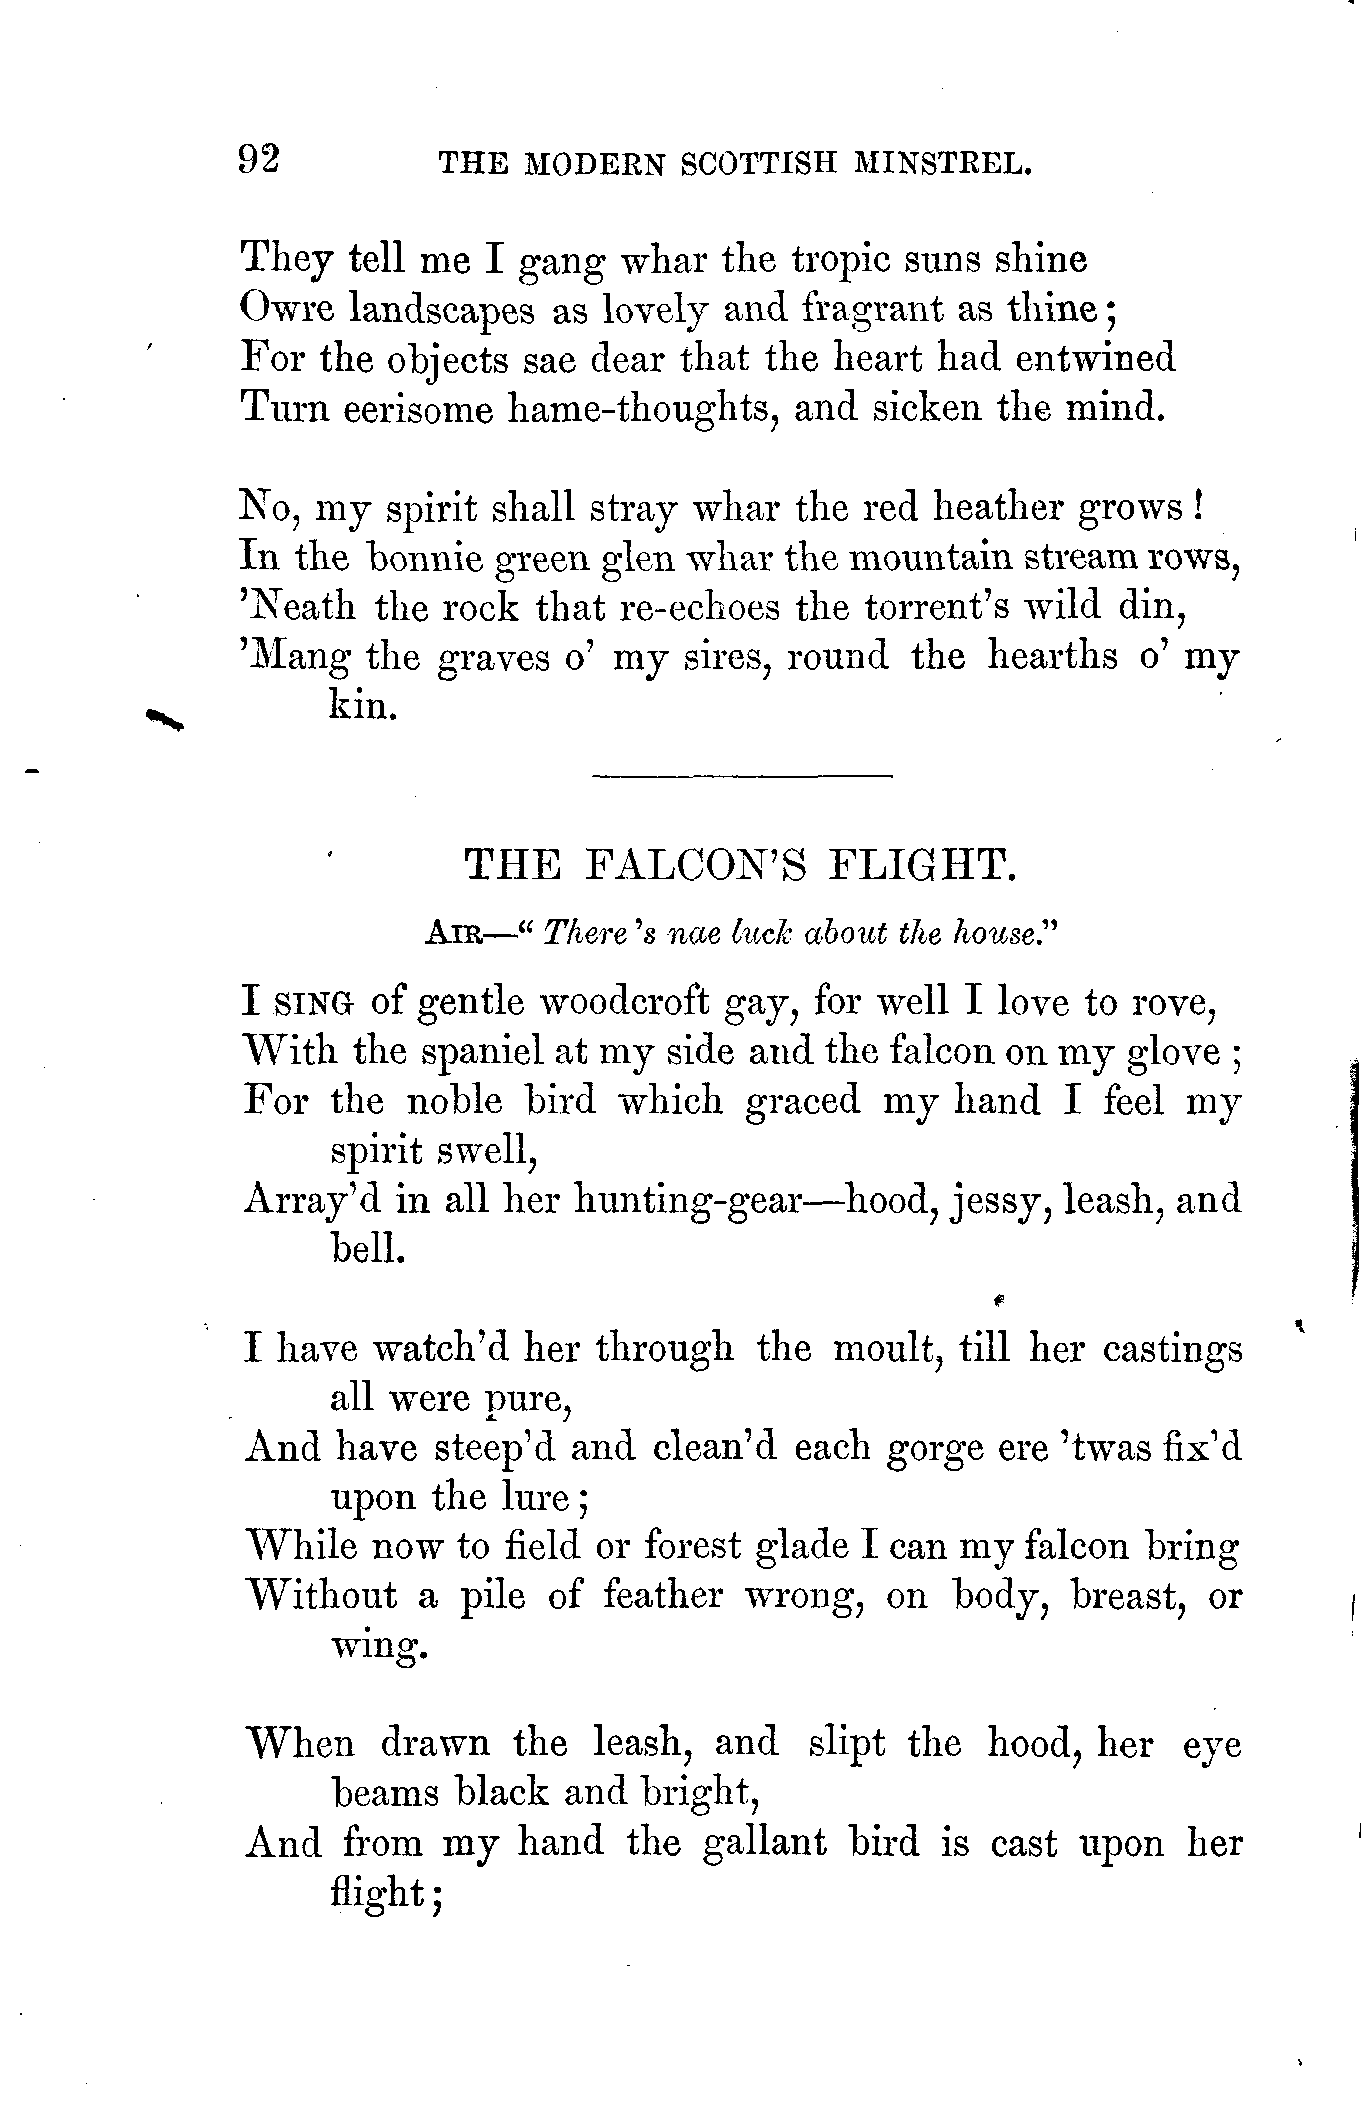 92 THE MODERN SCOTTISH MINSTREL.
They tell me I gang whar the tropic suns shine
Owre landscapes as lovely and fragrant as thine;
For the objects sae dear that the heart had entwined
Turn eerisome hame-thoughts, and sicken the mind.
No, my spirit shall stray whar the red heather grows!
In the bonnie green glen whar the mountain stream rows,
'Neath the rock that re-echoes the torrent's wild din,
'Mang the graves o' my sires, round the hearths o' my
kin.
THE FALCON'S FLIGHT.
AIR—“There's nae luck about the house.”
I SING of gentle woodcroft gay, for well I love to rove,
With the spaniel at my side and the falcon on my glove;
For the noble bird which graced my hand I feel my
spirit swell,
Array'd in all her hunting-gear—hood, jessy, leash, and
bell.
I have watch'd her through the moult, till her castings
all were pure,
And have steep'd and clean'd each gorge ere 'twas fix'd
upon the lure;
While now to field or forest glade I can my falcon bring
Without a pile of feather wrong, on body, breast, or
wing.
When drawn the leash, and slipt the hood, her eye
beams black and bright,
And from my hand the gallant bird is cast upon her
flight;